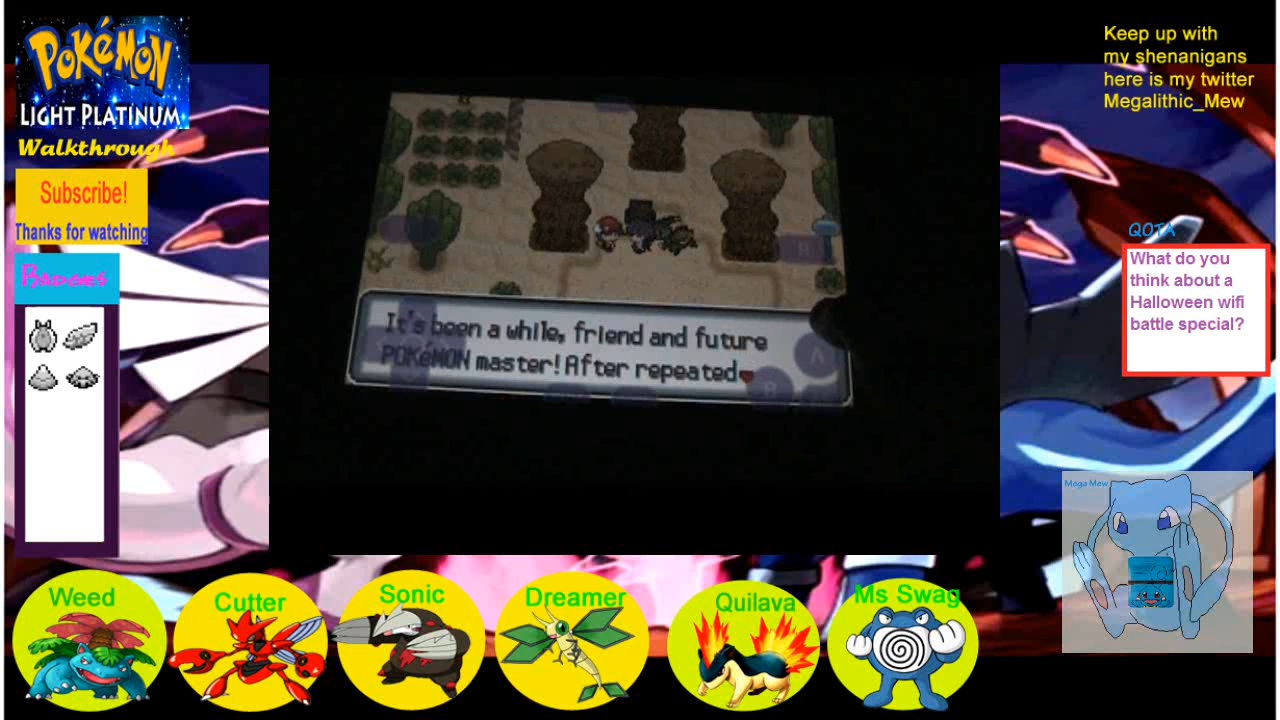 POKéMON
LIGHT PLATINUM
Walkthrough
Subscribe!
Thanks for watching
BADGES
Keep up with
my shenanigans
here is my twitter
Megalithic_Mew
QOTA
What do you
think about a
Halloween wifi
battle special?
It's been a while, friend and future
POKéMON master! After repeated
A
B
R
Mega Mew
Weed
Cutter
Sonic
Dreamer
Quilava
Ms Swag